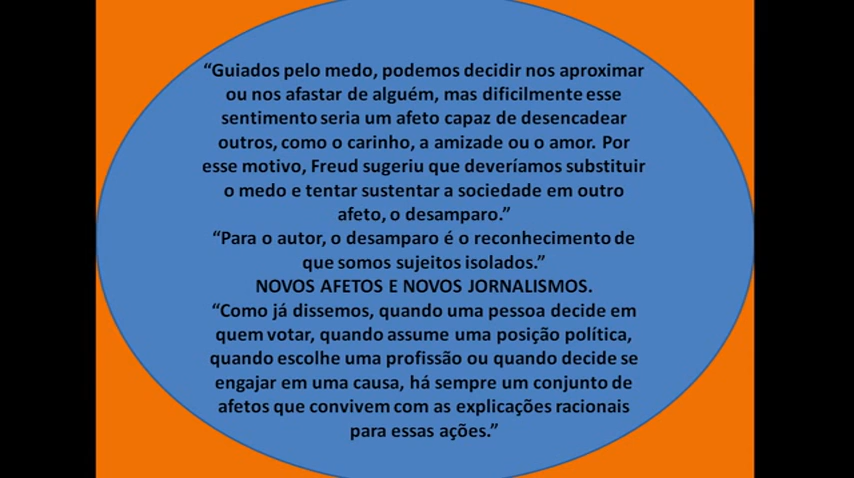 “Guiados pelo medo, podemos decidir nos aproximar
ou nos afastar de alguém, mas dificilmente esse
sentimento seria um afeto capaz de desencadear
outros, como o carinho, a amizade ou o amor. Por
esse motivo, Freud sugeriu que deveríamos substituir
o medo e tentar sustentar a sociedade em outro
afeto, o desamparo.”
“Para o autor, o desamparo é o reconhecimento de
que somos sujeitos isolados.”
NOVOS AFETOS E NOVOS JORNALISMOS.
“Como já dissemos, quando uma pessoa decide em
quem votar, quando assume uma posição política,
quando escolhe uma profissão ou quando decide se
engajar em uma causa, há sempre um conjunto de
afetos que convivem com as explicações racionais
para essas ações.”